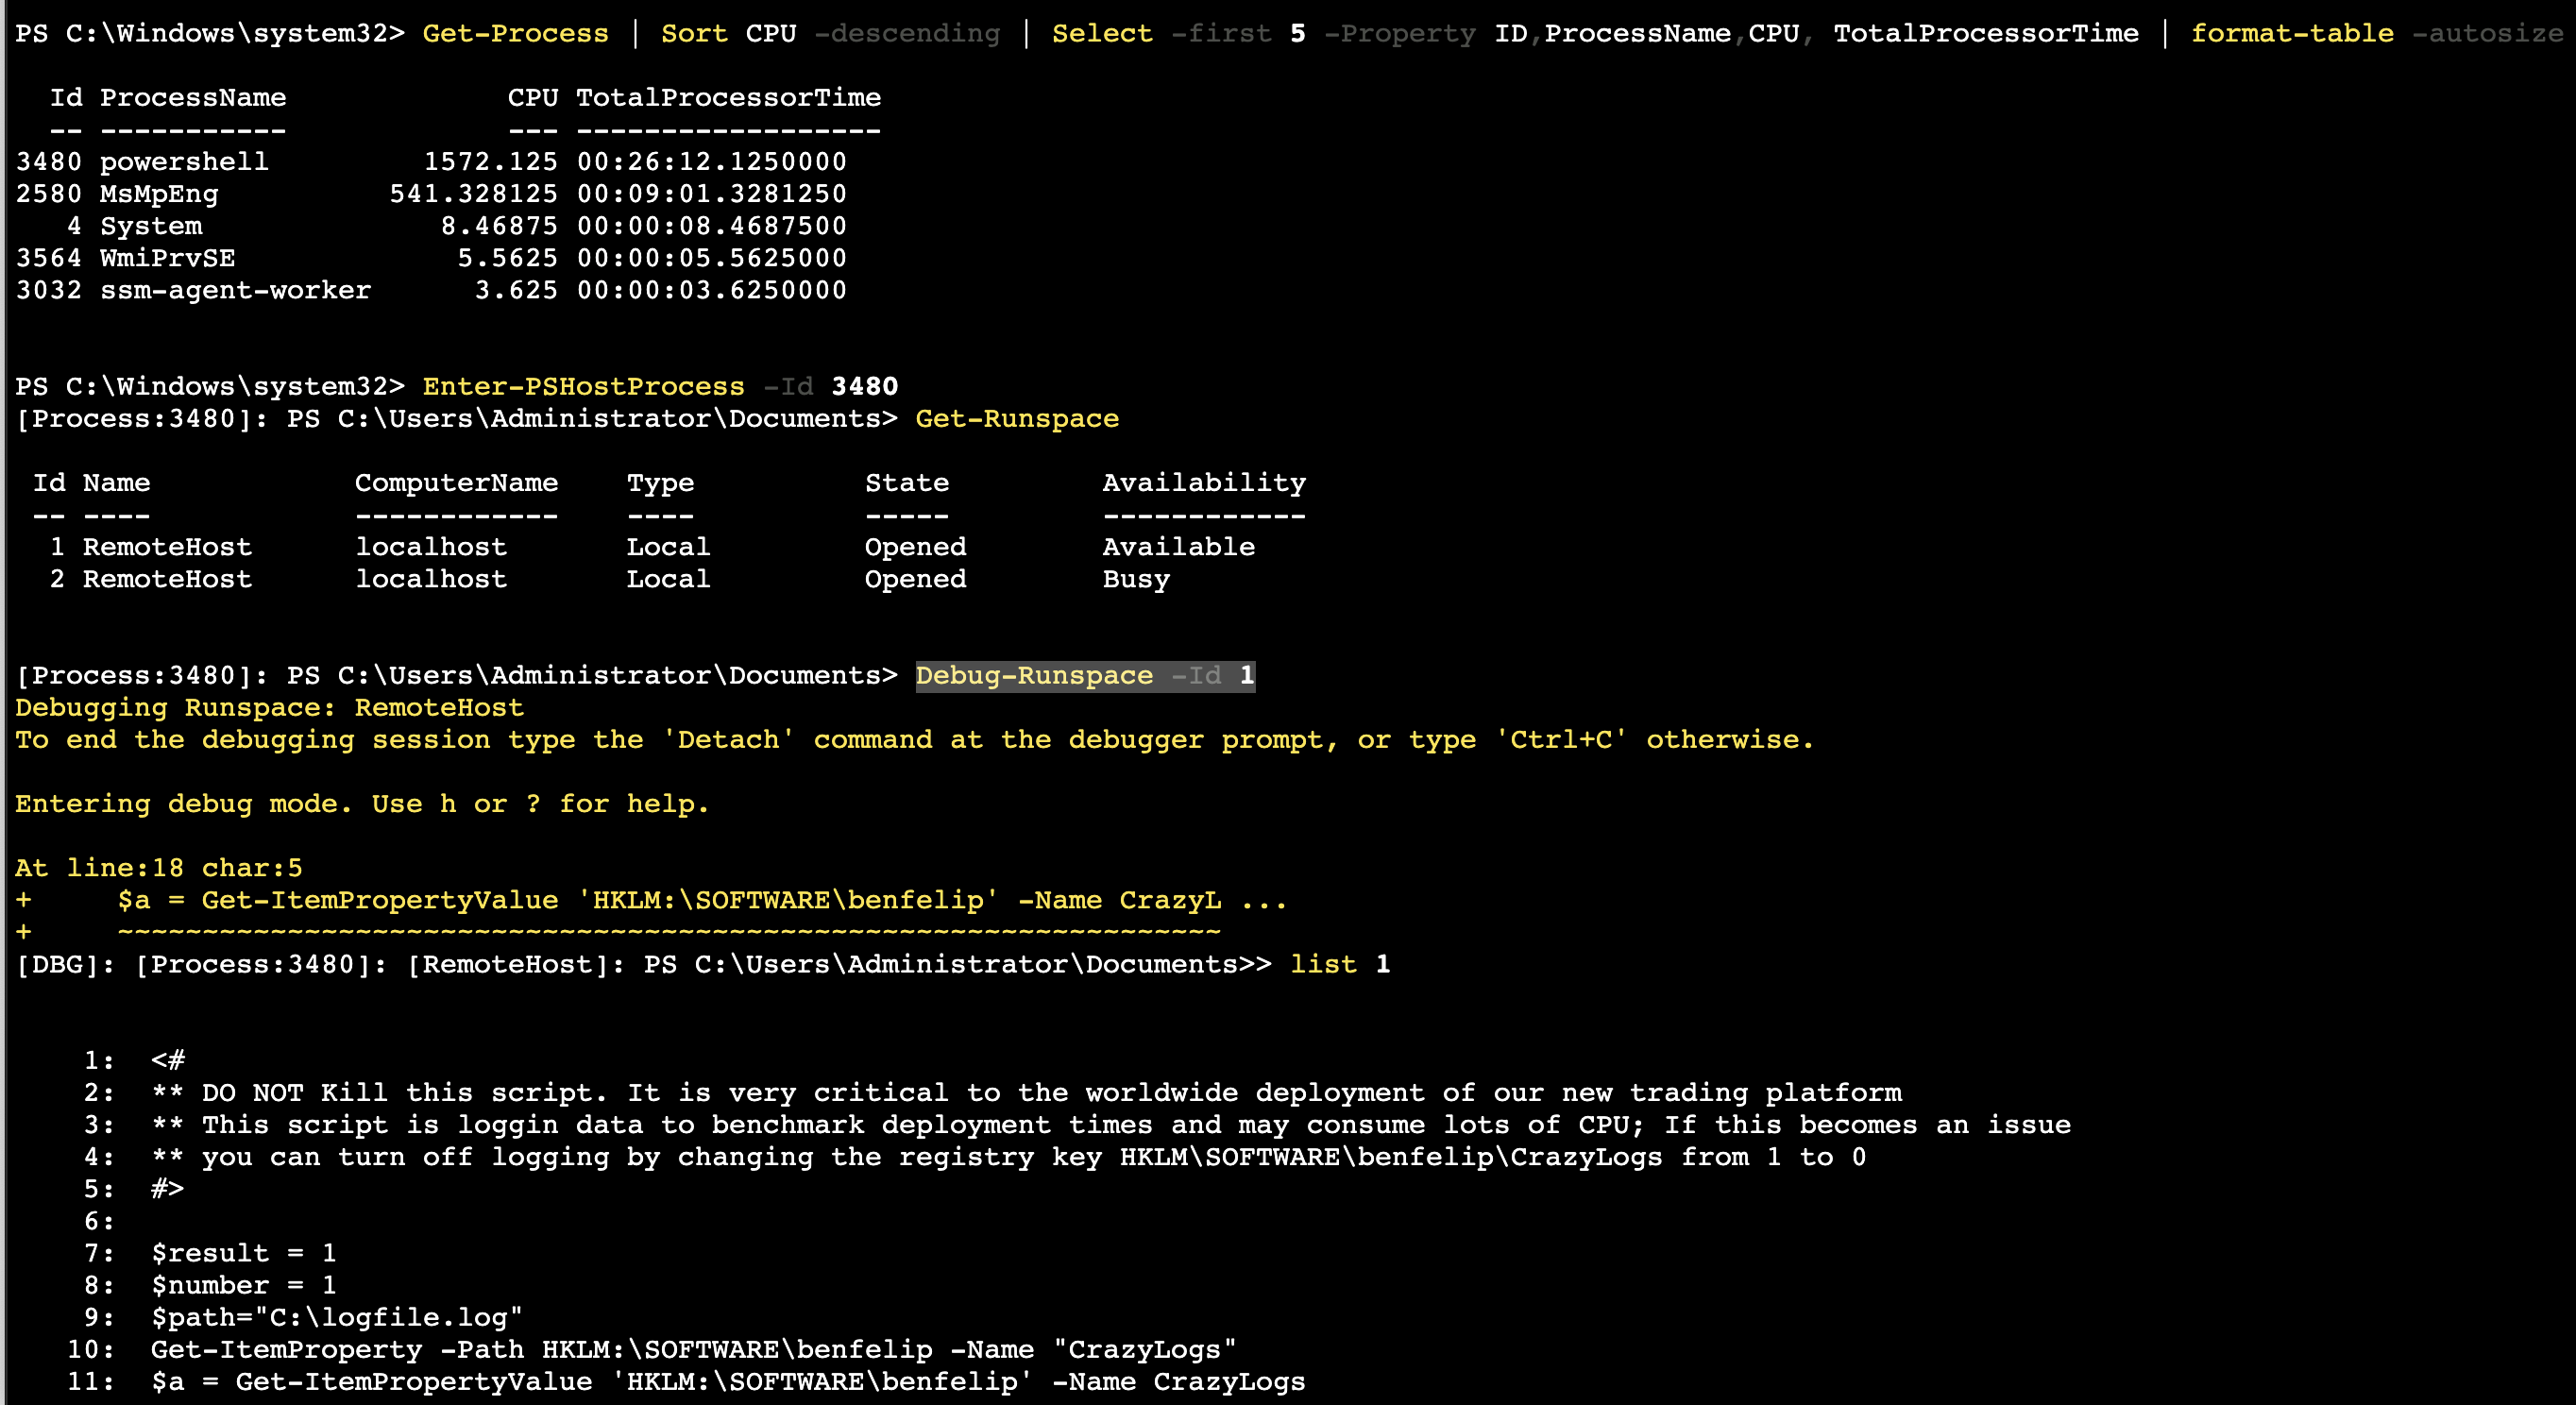 PS C:\Windows\system32> Get-Process | Sort CPU -descending | Select -first 5 -Property ID,ProcessName,CPU, TotalProcessorTime | format-table -autosize
  Id ProcessName             CPU TotalProcessorTime
  -- -----------             --- ------------------
3480 powershell         1572.125 00:26:12.1250000
2580 MsMpEng          541.328125 00:09:01.3281250
   4 System              8.46875 00:00:08.4687500
3564 WmiPrvSE             5.5625 00:00:05.5625000
3032 ssm-agent-worker      3.625 00:00:03.6250000
PS C:\Windows\system32> Enter-PSHostProcess -Id 3480
[Process:3480]: PS C:\Users\Administrator\Documents> Get-Runspace
 Id Name            ComputerName    Type          State         Availability
 -- ----            ------------    ----          -----         ------------
  1 RemoteHost      localhost       Local         Opened        Available
  2 RemoteHost      localhost       Local         Opened        Busy
[Process:3480]: PS C:\Users\Administrator\Documents> Debug-Runspace -Id 1
Debugging Runspace: RemoteHost
To end the debugging session type the 'Detach' command at the debugger prompt, or type 'Ctrl+C' otherwise.
Entering debug mode. Use h or ? for help.
At line:18 char:5
+     $a = Get-ItemPropertyValue 'HKLM:\SOFTWARE\benfelip' -Name CrazyL ...
+     ~~~~~~~~~~~~~~~~~~~~~~~~~~~~~~~~~~~~~~~~~~~~~~~~~~~~~~~~~~~~~~~~~
[DBG]: [Process:3480]: [RemoteHost]: PS C:\Users\Administrator\Documents>> list 1
    1:  <#
    2:  ** DO NOT Kill this script. It is very critical to the worldwide deployment of our new trading platform
    3:  ** This script is loggin data to benchmark deployment times and may consume lots of CPU; If this becomes an issue
    4:  ** you can turn off logging by changing the registry key HKLM\SOFTWARE\benfelip\CrazyLogs from 1 to 0
    5:  #>
    6:
    7:  $result = 1
    8:  $number = 1
    9:  $path="C:\logfile.log"
   10:  Get-ItemProperty -Path HKLM:\SOFTWARE\benfelip -Name "CrazyLogs"
   11:  $a = Get-ItemPropertyValue 'HKLM:\SOFTWARE\benfelip' -Name CrazyLogs